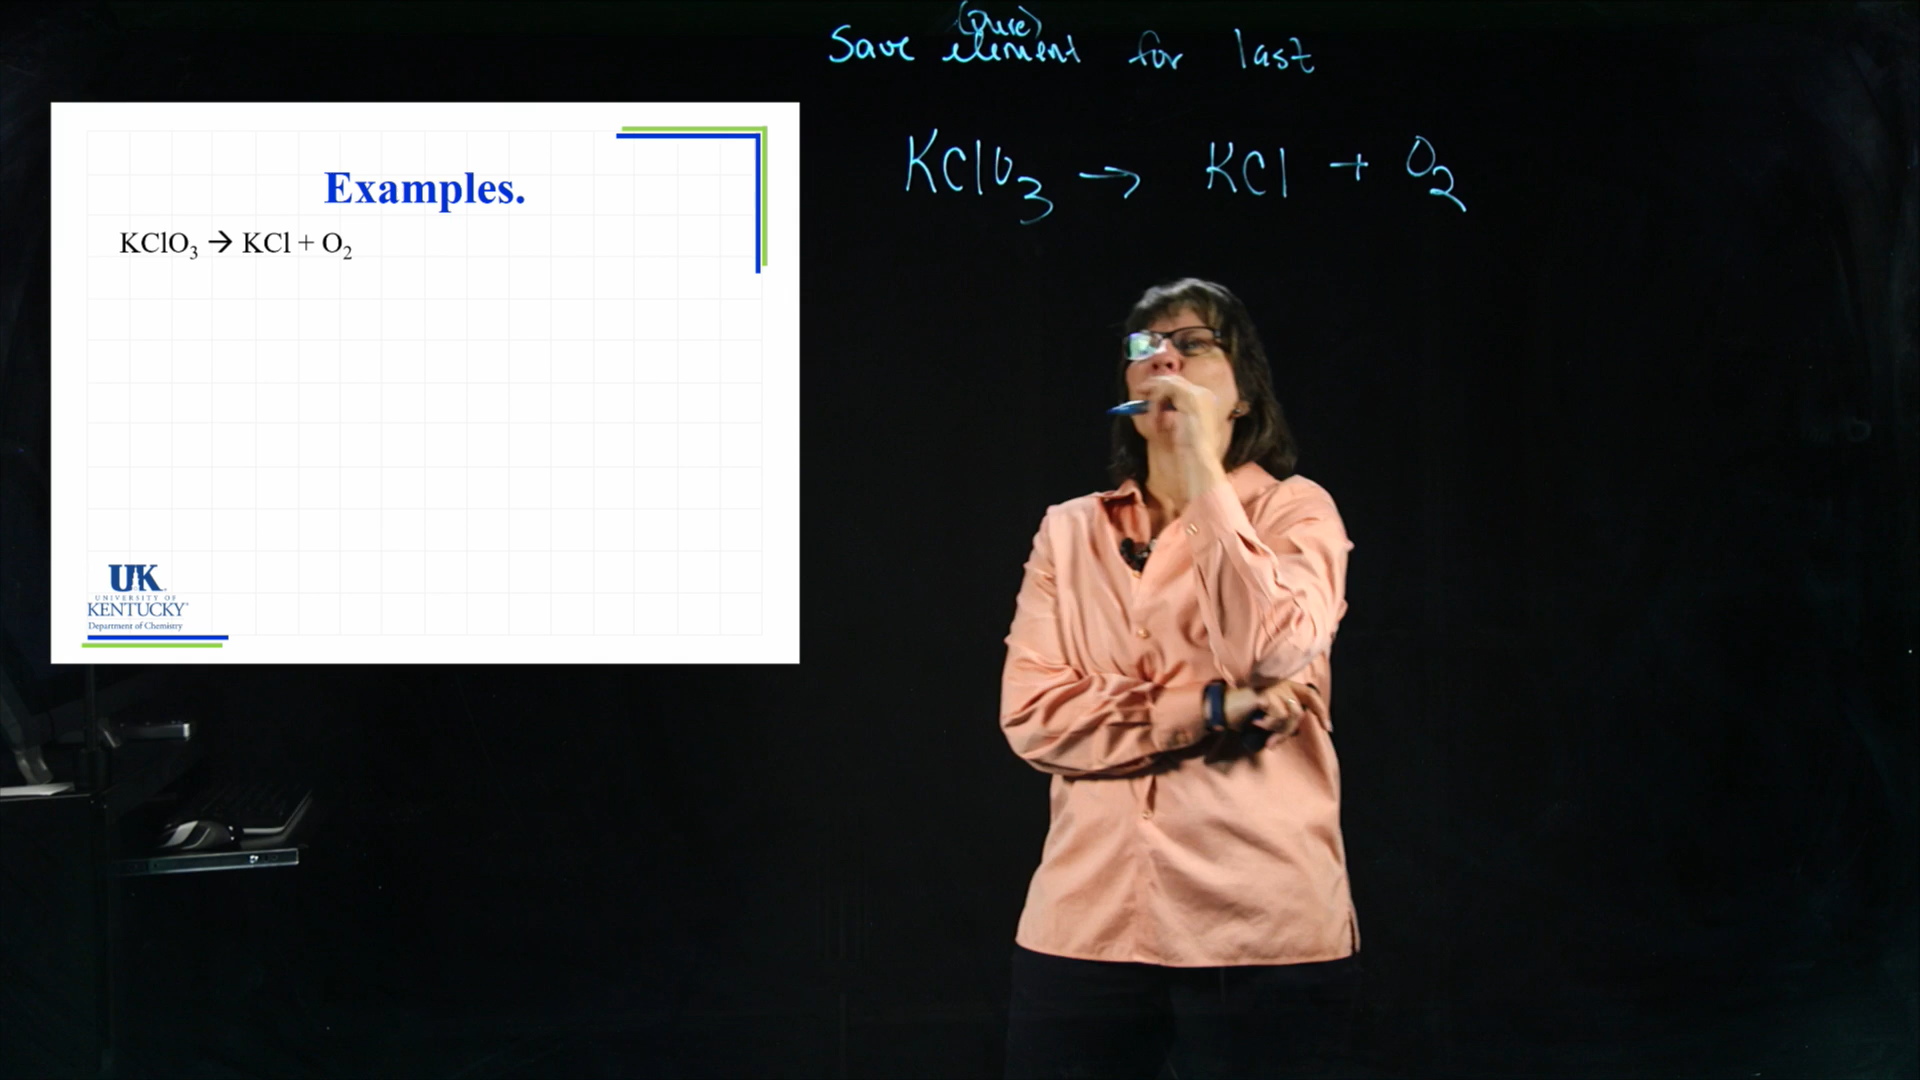 (pure)
Save element for last
KClO3 → KCl + O2
Examples.
KClO3 → KCl + O2
UK
UNIVERSITY OF
KENTUCKY
Department of Chemistry